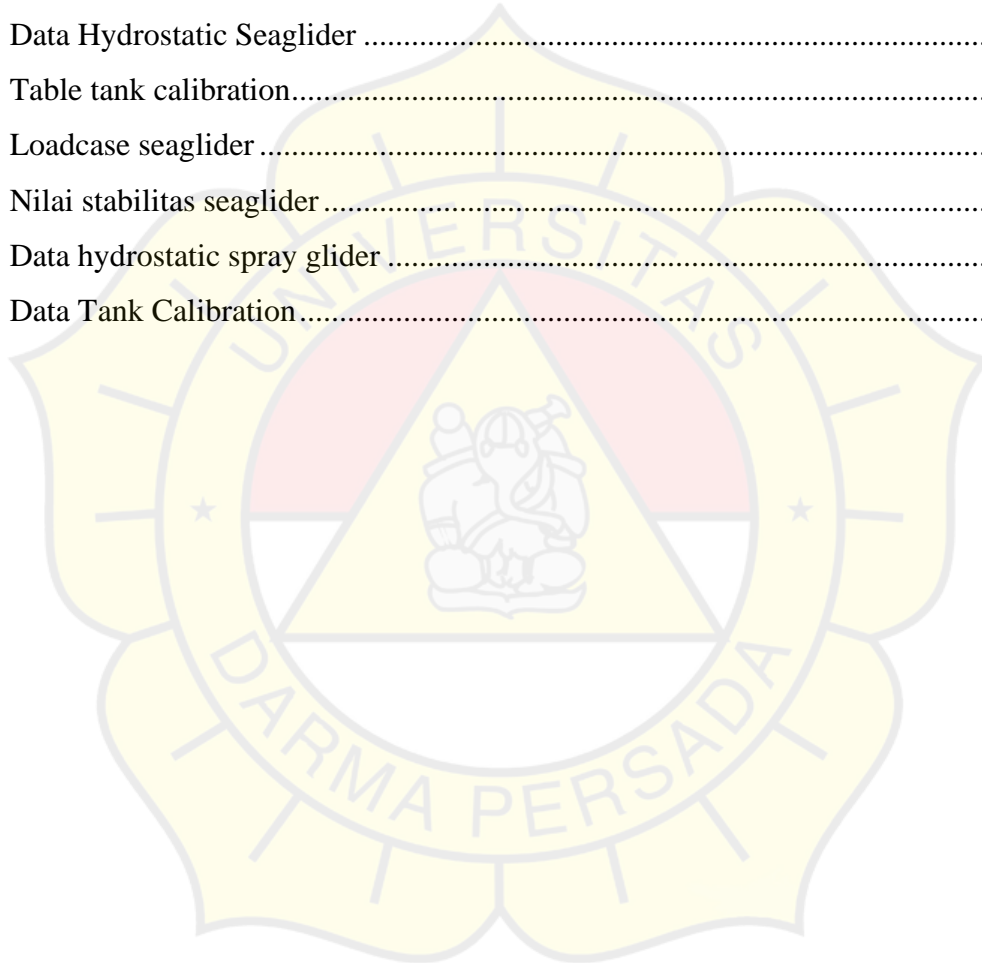 Data Hydrostatic Seaglider ....................................................................................
Table tank calibration.............................................................................................
Loadcase seaglider .................................................................................................
Nilai stabilitas seaglider .........................................................................................
Data hydrostatic spray glider .................................................................................
Data Tank Calibration............................................................................................
UNIVERSITAS
DARMA PERSADA